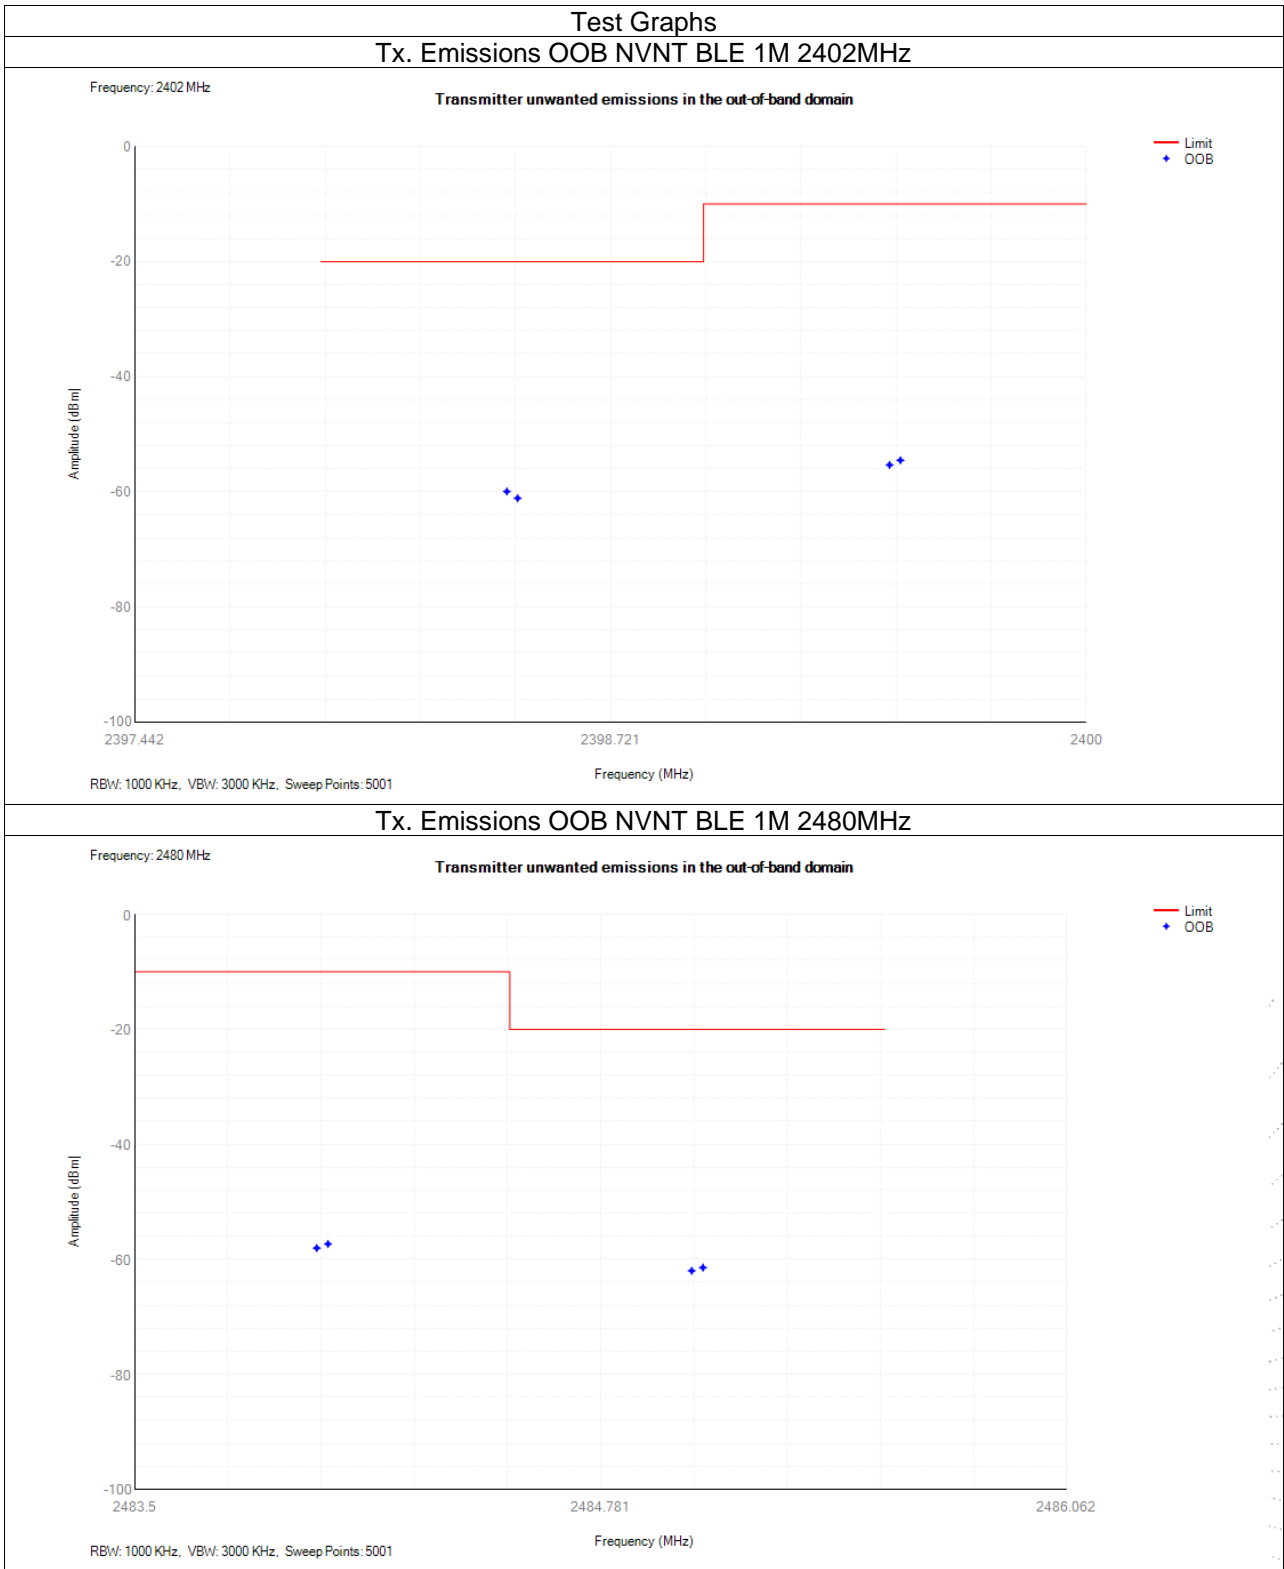 Test Graphs
Tx. Emissions OOB NVNT BLE 1M 2402MHz
Frequency: 2402 MHz
Transmitter unwanted emissions in the out-of-band domain
Limit
OOB
0
-20
-40
-60
-80
-100
Amplitude (dBm)
2397.442
2398.721
2400
Frequency (MHz)
RBW: 1000 KHz, VBW: 3000 KHz, Sweep Points: 5001
Tx. Emissions OOB NVNT BLE 1M 2480MHz
Frequency: 2480 MHz
Transmitter unwanted emissions in the out-of-band domain
Limit
OOB
0
-20
-40
-60
-80
-100
Amplitude (dBm)
2483.5
2484.781
2486.062
Frequency (MHz)
RBW: 1000 KHz, VBW: 3000 KHz, Sweep Points: 5001